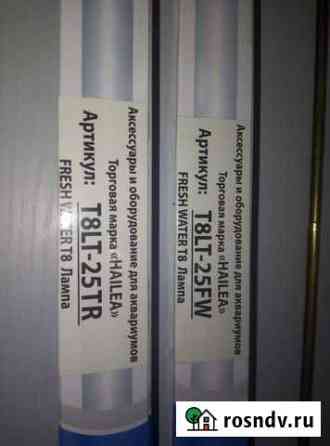 Аксессуары и оборудование для аквариумов
Торговая марка «HAILEA»
Артикул: T8LT-25TR
FRESH WATER T8 Лампа
Аксессуары и оборудование для аквариумов
Торговая марка «HAILEA»
Артикул: T8LT-25FW
FRESH WATER T8 Лампа
rosndv.ru